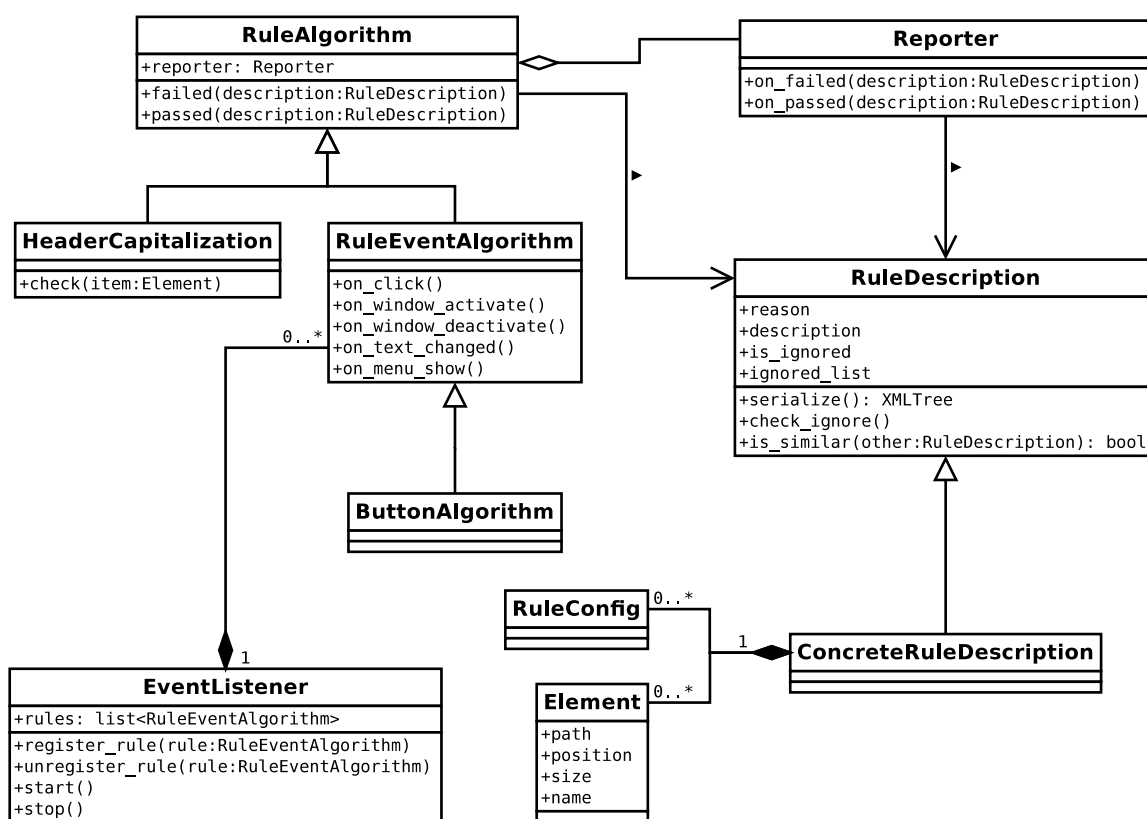 RuleAlgorithm
+reporter: Reporter
+failed(description:RuleDescription)
+passed(description:RuleDescription)
Reporter
+on_failed(description:RuleDescription)
+on_passed(description:RuleDescription)
HeaderCapitalization
+check(item:Element)
RuleEventAlgorithm
+on_click()
+on_window_activate()
+on_window_deactivate()
+on_text_changed()
+on_menu_show()
0..*
RuleDescription
+reason
+description
+is_ignored
+ignored_list
+serialize(): XMLTree
+check_ignore()
+is_similar(other:RuleDescription): bool
ButtonAlgorithm
RuleConfig
0..*
1
ConcreteRuleDescription
1
EventListener
+rules: list<RuleEventAlgorithm>
+register_rule(rule:RuleEventAlgorithm)
+unregister_rule(rule:RuleEventAlgorithm)
+start()
+stop()
0..*
Element
+path
+position
+size
+name